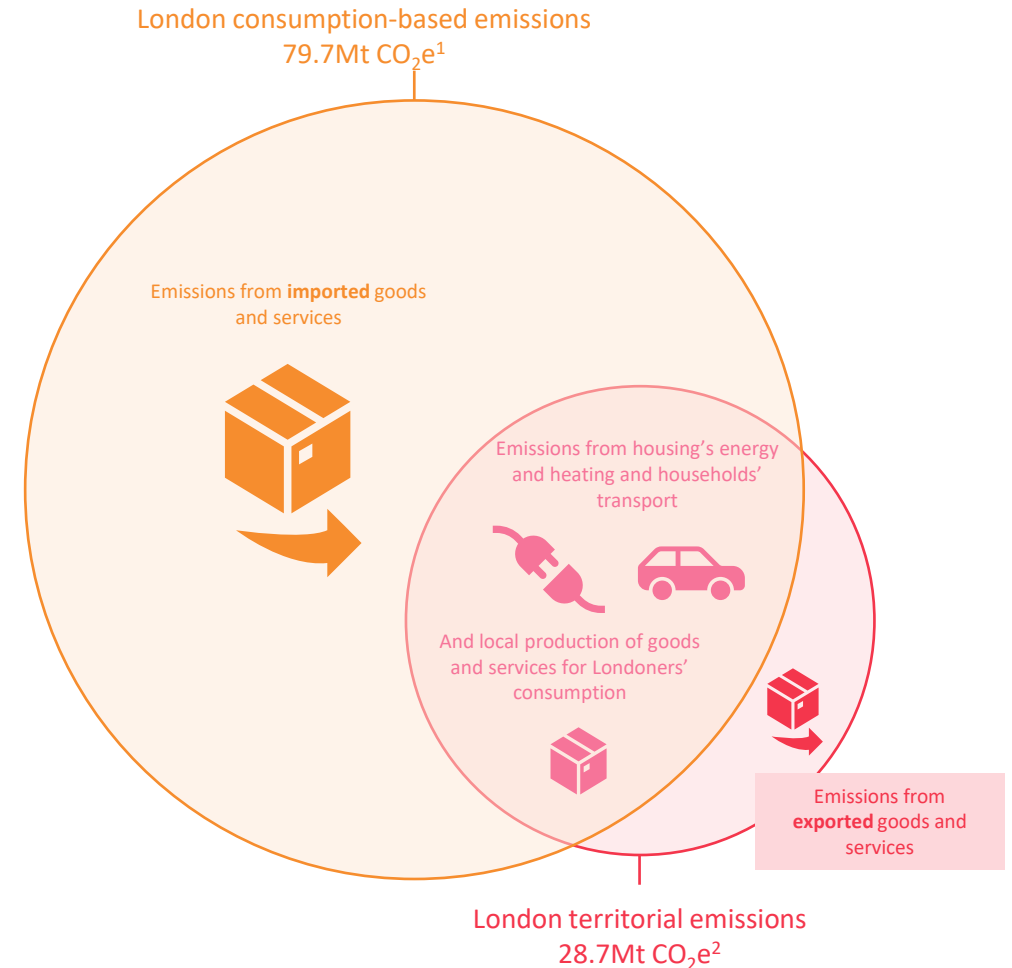 London consumption-based emissions
79.7Mt CO₂e¹
Emissions from imported goods
and services
Emissions from housing’s energy
and heating and households’
transport
And local production of goods
and services for Londoners’
consumption
Emissions from
exported goods and
services
London territorial emissions
28.7Mt CO₂e²